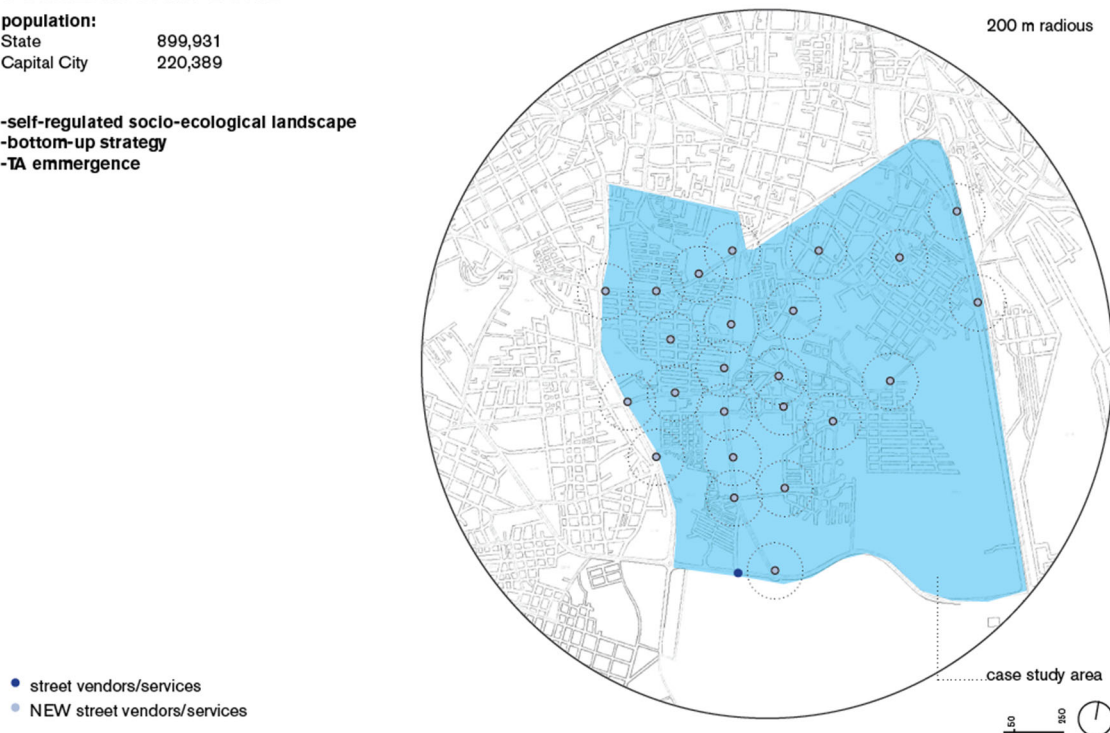 population:
State 899,931
Capital City 220,389
-self-regulated socio-ecological landscape
-bottom-up strategy
-TA emmergence
200 m radious
case study area
street vendors/services
NEW street vendors/services
50 250